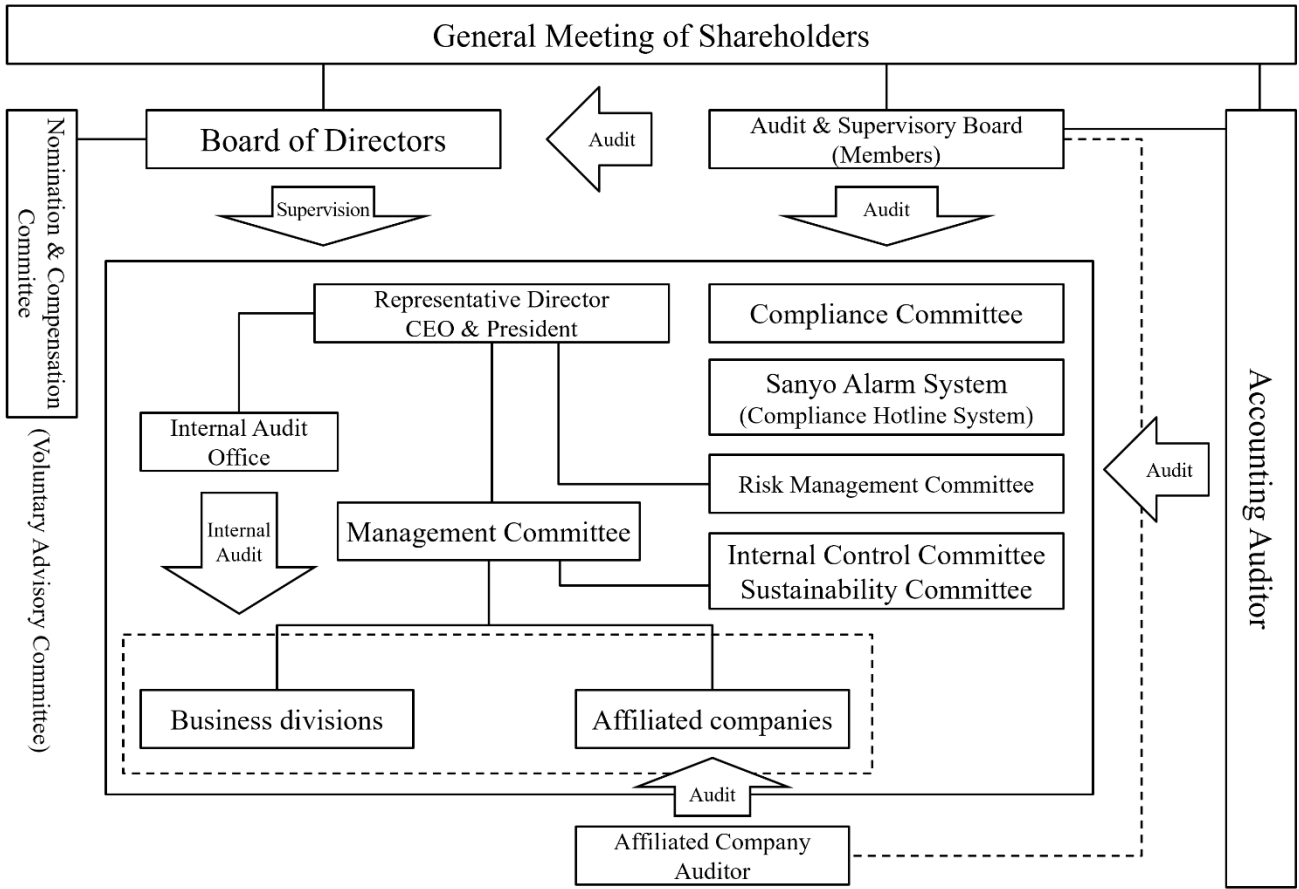 General Meeting of Shareholders
Nomination & Compensation
Committee
(Voluntary Advisory Committee)
Board of Directors
Audit
Audit & Supervisory Board
(Members)
Supervision
Audit
Representative Director
CEO & President
Compliance Committee
Sanyo Alarm System
(Compliance Hotline System)
Internal Audit
Office
Risk Management Committee
Audit
Accounting Auditor
Internal
Audit
Management Committee
Internal Control Committee
Sustainability Committee
Business divisions
Affiliated companies
Audit
Affiliated Company
Auditor